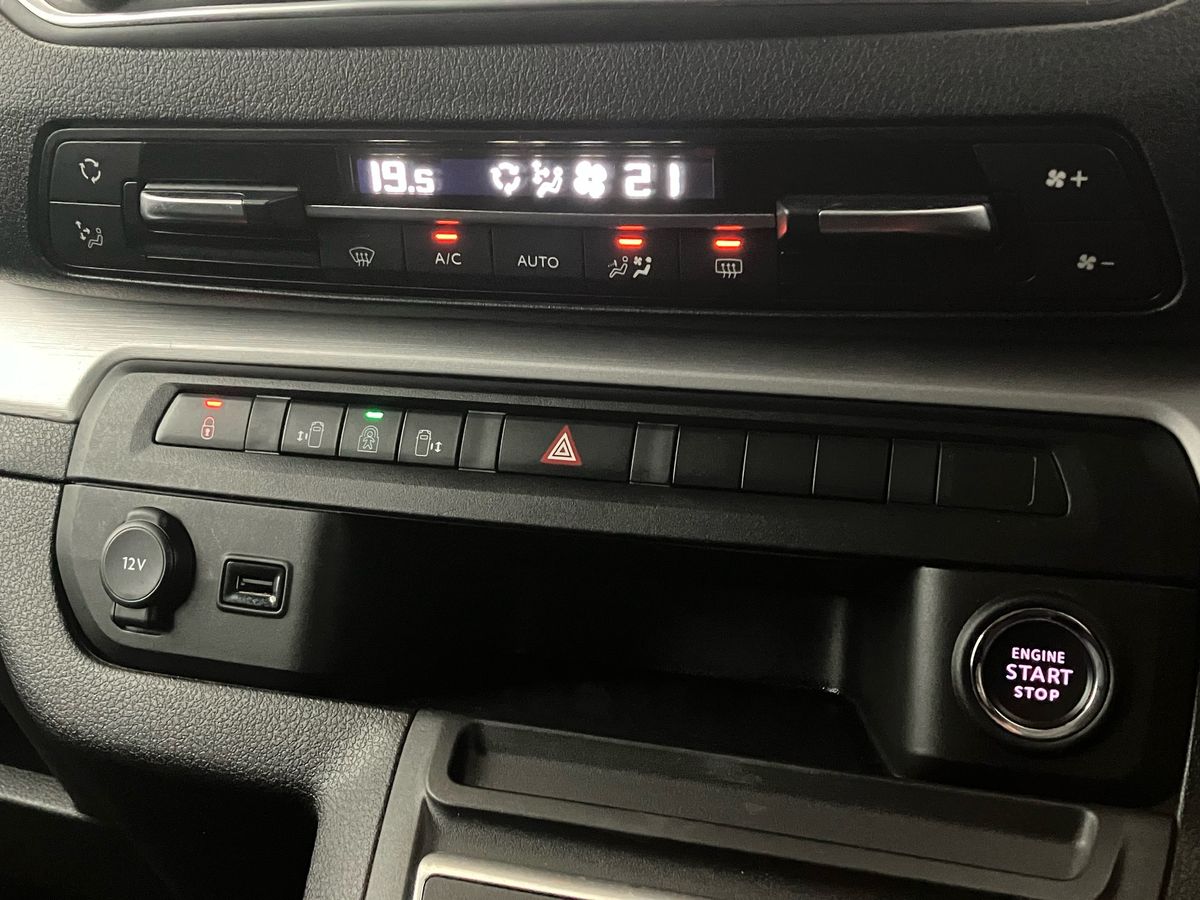 19.5 21
A/C AUTO
12V
ENGINE
START
STOP